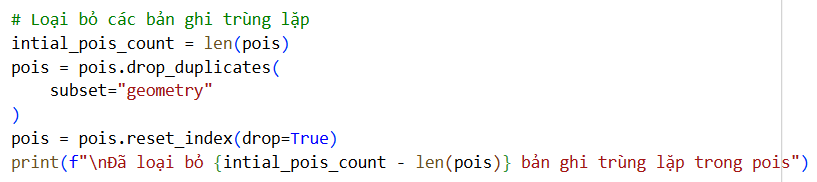 # Loại bỏ các bản ghi trùng lặp
intial_pois_count = len(pois)
pois = pois.drop_duplicates(
    subset="geometry"
)
pois = pois.reset_index(drop=True)
print(f"\nĐã loại bỏ {intial_pois_count - len(pois)} bản ghi trùng lặp trong pois")